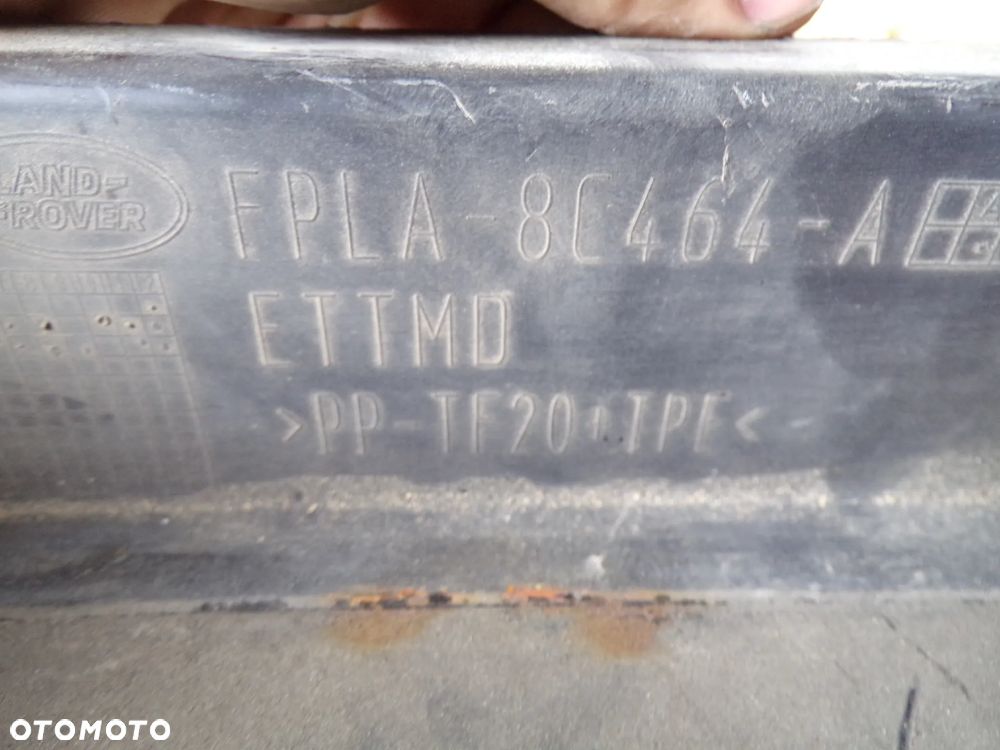 LAND-
ROVER
FPLA-8C464-A
ETTMD
>PP-TF20+TPE<
OTOMOTO